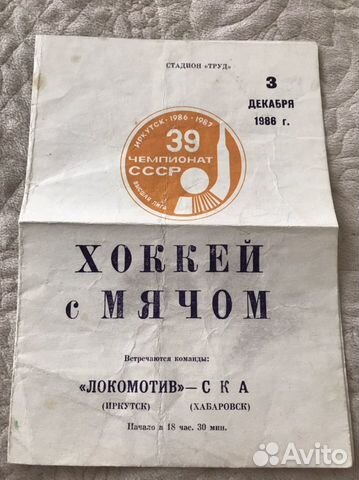 СТАДИОН «ТРУД»
3
ДЕКАБРЯ
1986 г.
ИРКУТСК · 1986 - 1987
39
ЧЕМПИОНАТ
СССР
ВЫСШАЯ ЛИГА
ХОККЕЙ
с МЯЧОМ
Встречаются команды:
«ЛОКОМОТИВ» — СКА
(ИРКУТСК) (ХАБАРОВСК)
Начало в 18 час. 30 мин.
Avito